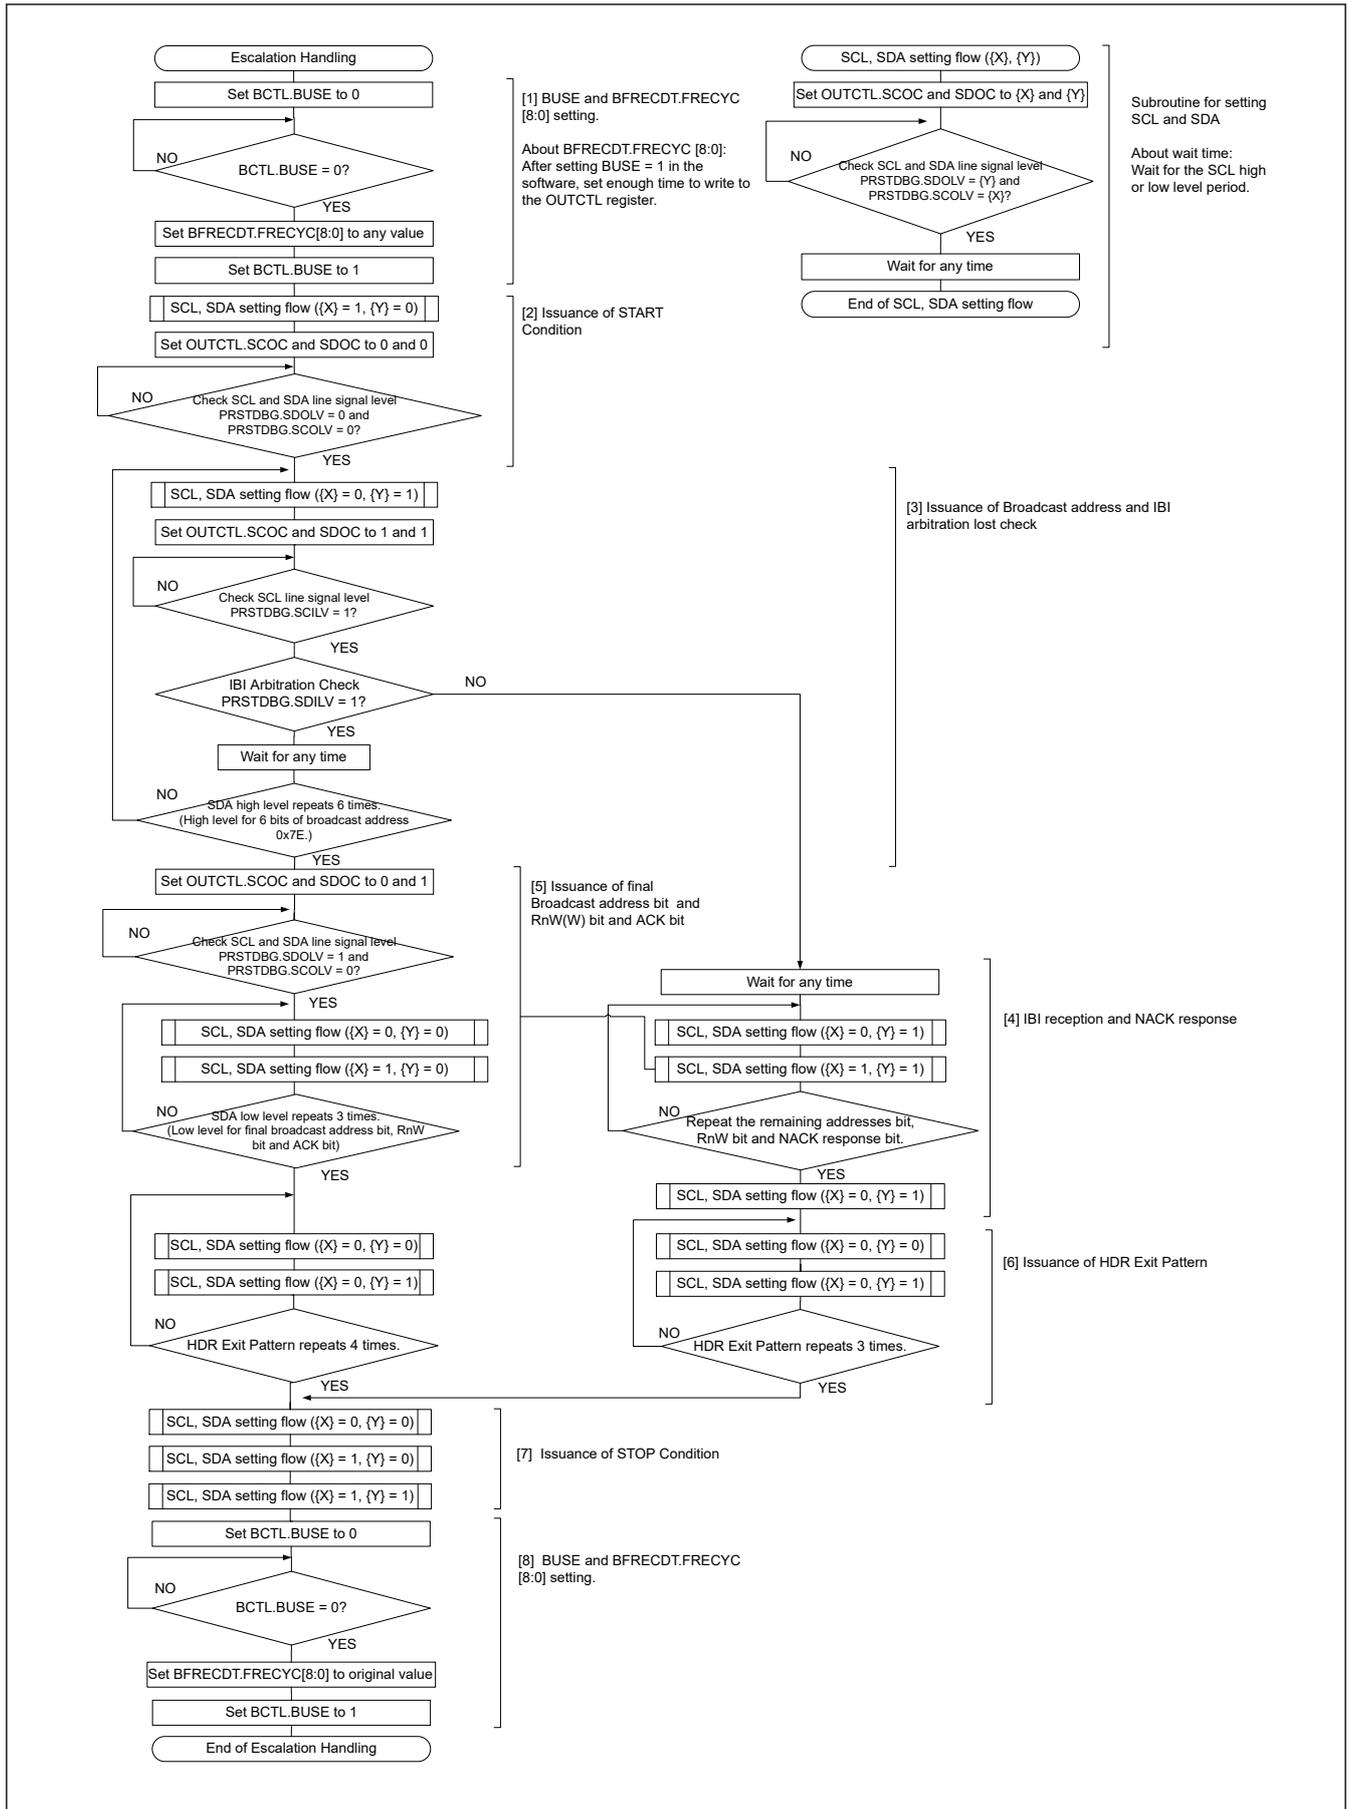 Escalation Handling
Set BCTL.BUSE to 0
NO
BCTL.BUSE = 0?
YES
Set BFRECDT.FRECYC[8:0] to any value
Set BCTL.BUSE to 1
[1] BUSE and BFRECDT.FRECYC
[8:0] setting.
About BFRECDT.FRECYC [8:0]:
After setting BUSE = 1 in the
software, set enough time to write to
the OUTCTL register.
SCL, SDA setting flow ({X}, {Y})
Set OUTCTL.SCOC and SDOC to {X} and {Y}
NO
Check SCL and SDA line signal level
PRSTDBG.SDOLV = {Y} and
PRSTDBG.SCOLV = {X}?
YES
Wait for any time
End of SCL, SDA setting flow
Subroutine for setting
SCL and SDA
About wait time:
Wait for the SCL high
or low level period.
SCL, SDA setting flow ({X} = 1, {Y} = 0)
Set OUTCTL.SCOC and SDOC to 0 and 0
NO
Check SCL and SDA line signal level
PRSTDBG.SDOLV = 0 and
PRSTDBG.SCOLV = 0?
YES
[2] Issuance of START
Condition
SCL, SDA setting flow ({X} = 0, {Y} = 1)
Set OUTCTL.SCOC and SDOC to 1 and 1
NO
Check SCL line signal level
PRSTDBG.SCILV = 1?
YES
IBI Arbitration Check
PRSTDBG.SDILV = 1?
NO
YES
Wait for any time
NO
SDA high level repeats 6 times.
(High level for 6 bits of broadcast address
0x7E.)
YES
[3] Issuance of Broadcast address and IBI
arbitration lost check
Set OUTCTL.SCOC and SDOC to 0 and 1
NO
Check SCL and SDA line signal level
PRSTDBG.SDOLV = 1 and
PRSTDBG.SCOLV = 0?
YES
SCL, SDA setting flow ({X} = 0, {Y} = 0)
SCL, SDA setting flow ({X} = 1, {Y} = 0)
NO
SDA low level repeats 3 times.
(Low level for final broadcast address bit, RnW
bit and ACK bit)
YES
[5] Issuance of final
Broadcast address bit and
RnW(W) bit and ACK bit
Wait for any time
SCL, SDA setting flow ({X} = 0, {Y} = 1)
SCL, SDA setting flow ({X} = 1, {Y} = 1)
NO
Repeat the remaining addresses bit,
RnW bit and NACK response bit.
YES
SCL, SDA setting flow ({X} = 0, {Y} = 1)
[4] IBI reception and NACK response
SCL, SDA setting flow ({X} = 0, {Y} = 0)
SCL, SDA setting flow ({X} = 0, {Y} = 1)
NO
HDR Exit Pattern repeats 4 times.
YES
SCL, SDA setting flow ({X} = 0, {Y} = 0)
SCL, SDA setting flow ({X} = 0, {Y} = 1)
NO
HDR Exit Pattern repeats 3 times.
YES
[6] Issuance of HDR Exit Pattern
SCL, SDA setting flow ({X} = 0, {Y} = 0)
SCL, SDA setting flow ({X} = 1, {Y} = 0)
SCL, SDA setting flow ({X} = 1, {Y} = 1)
[7] Issuance of STOP Condition
Set BCTL.BUSE to 0
NO
BCTL.BUSE = 0?
YES
Set BFRECDT.FRECYC[8:0] to original value
Set BCTL.BUSE to 1
End of Escalation Handling
[8] BUSE and BFRECDT.FRECYC
[8:0] setting.